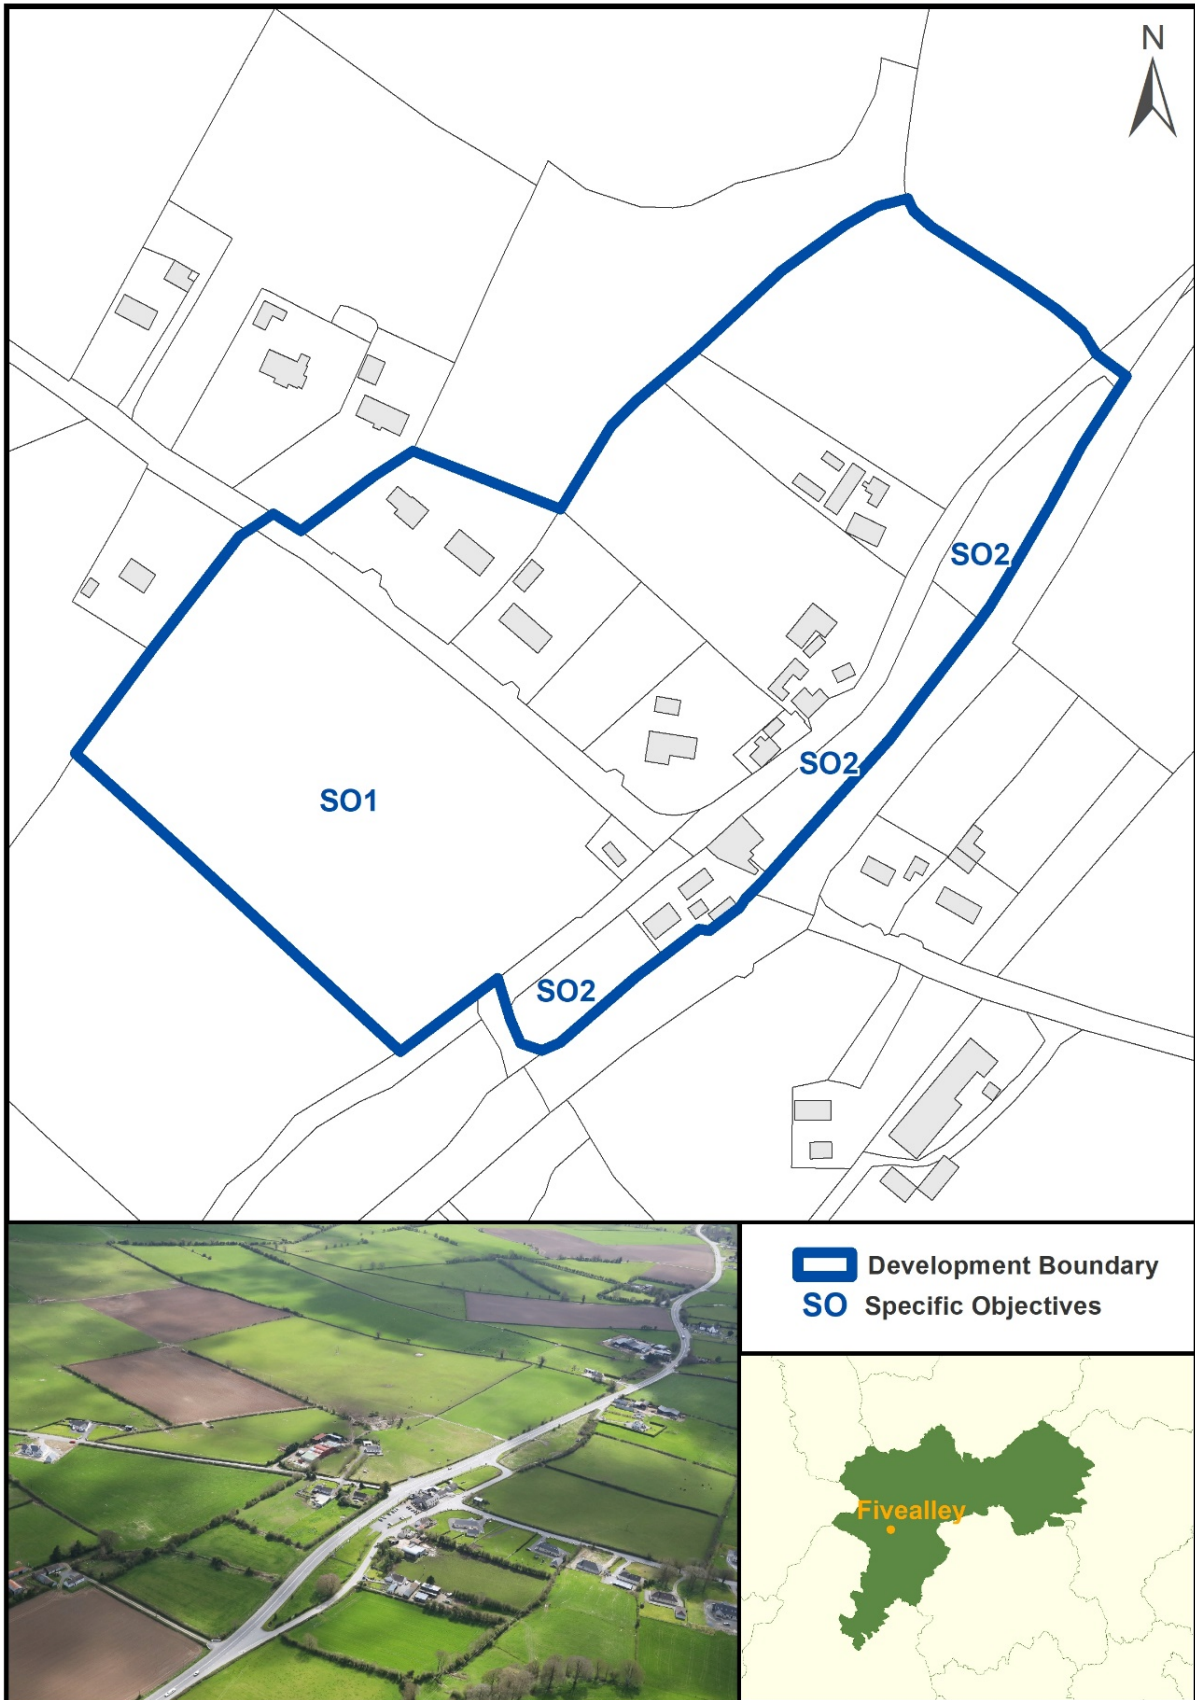 N
SO2
SO2
SO1
SO2
Development Boundary
SO Specific Objectives
Fivealley